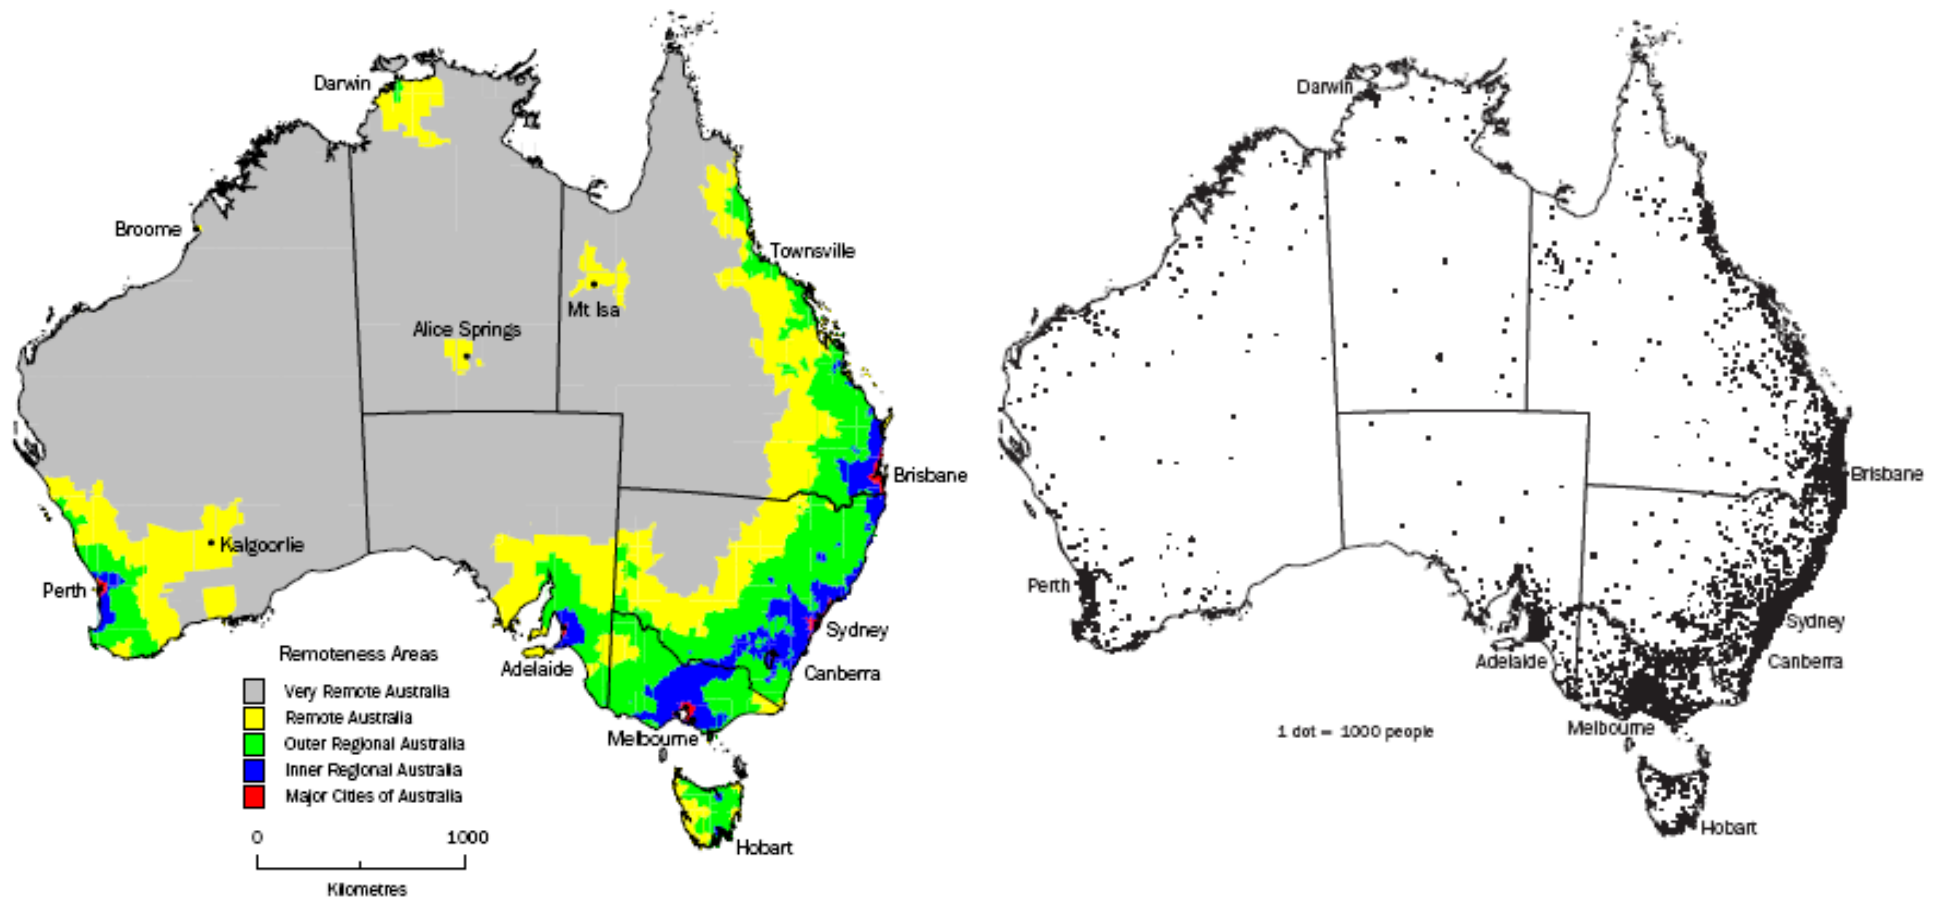 Darwin
Broome
Townsville
Mt Isa
Alice Springs
Brisbane
Kalgoorlie
Perth
Sydney
Adelaide
Canberra
Melbourne
Hobart
Remoteness Areas
Very Remote Australia
Remote Australia
Outer Regional Australia
Inner Regional Australia
Major Cities of Australia
0 1000
Kilometres
Darwin
Brisbane
Perth
Sydney
Adelaide
Canberra
Melbourne
Hobart
1 dot = 1000 people